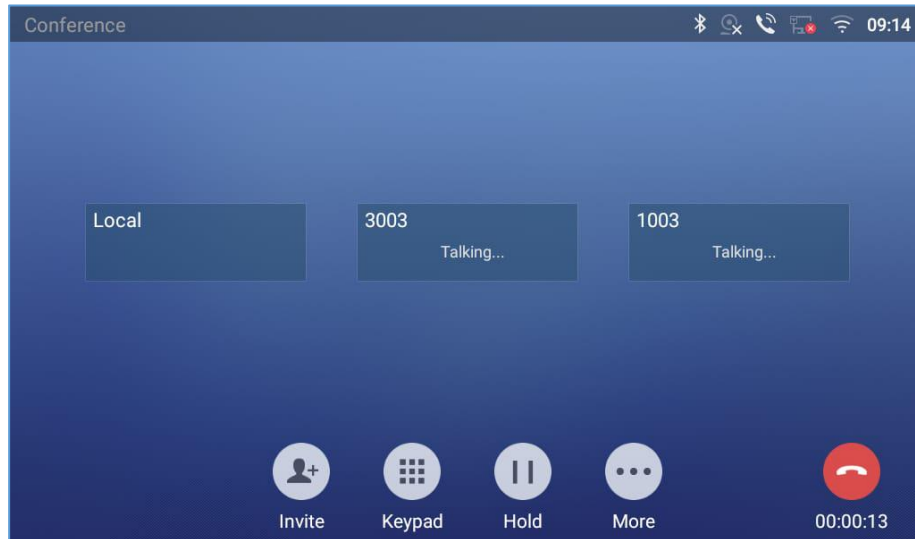 Conference 09:14
Local 3003 1003
Talking... Talking...
Invite Keypad Hold More 00:00:13